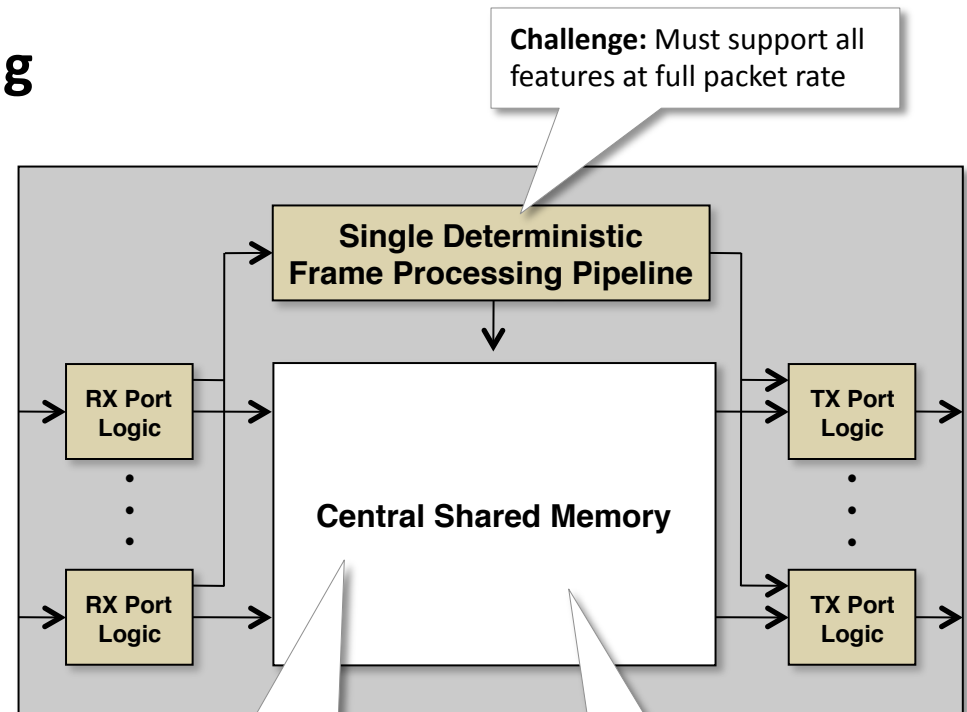 g
Challenge: Must support all
features at full packet rate
Single Deterministic
Frame Processing Pipeline
RX Port
Logic
TX Port
Logic
Central Shared Memory
RX Port
Logic
TX Port
Logic